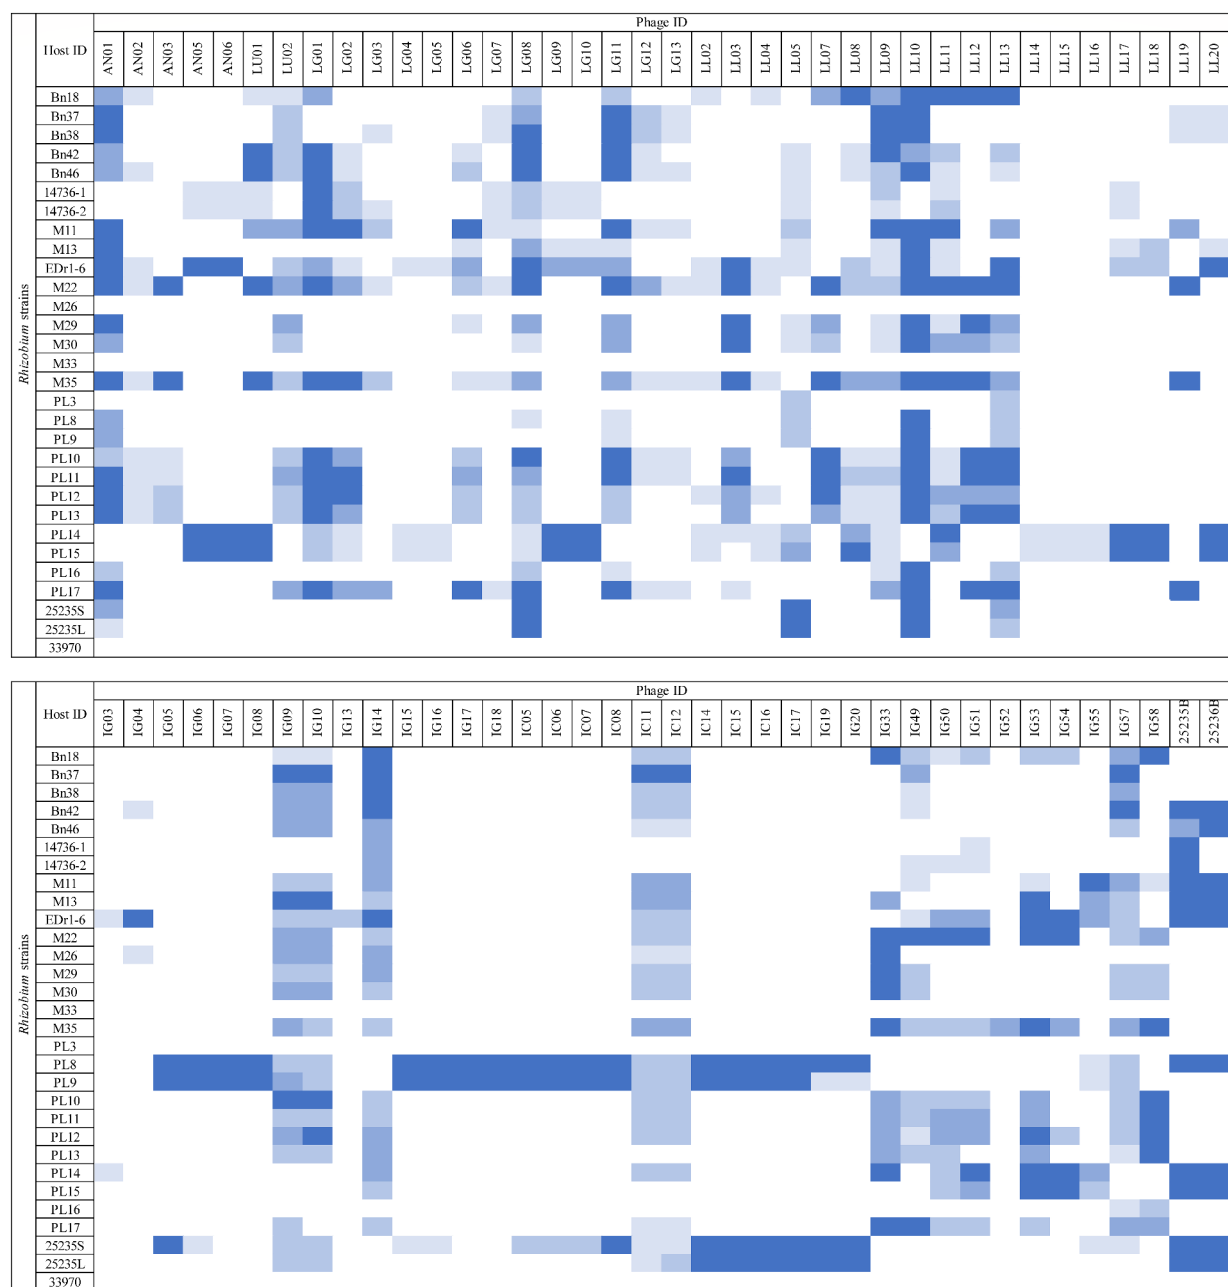 Phage ID
Host ID AN01 AN02 AN03 AN05 AN06 LU01 LU02 LG01 LG02 LG03 LG04 LG05 LG06 LG07 LG08 LG09 LG10 LG11 LG12 LG13 LL02 LL03 LL04 LL05 LL07 LL08 LL09 LL10 LL11 LL12 LL13 LL14 LL15 LL16 LL17 LL18 LL19 LL20
Rhizobium strains
Bn18
Bn37
Bn38
Bn42
Bn46
14736-1
14736-2
M11
M13
EDr1-6
M22
M26
M29
M30
M33
M35
PL3
PL8
PL9
PL10
PL11
PL12
PL13
PL14
PL15
PL16
PL17
25235S
25235L
33970
Phage ID
Host ID IG03 IG04 IG05 IG06 IG07 IG08 IG09 IG10 IG13 IG14 IG15 IG16 IG17 IG18 IC05 IC06 IC07 IC08 IC11 IC12 IC14 IC15 IC16 IC17 IG19 IG20 IG33 IG49 IG50 IG51 IG52 IG53 IG54 IG55 IG57 IG58 25235B 25236B
Rhizobium strains
Bn18
Bn37
Bn38
Bn42
Bn46
14736-1
14736-2
M11
M13
EDr1-6
M22
M26
M29
M30
M33
M35
PL3
PL8
PL9
PL10
PL11
PL12
PL13
PL14
PL15
PL16
PL17
25235S
25235L
33970